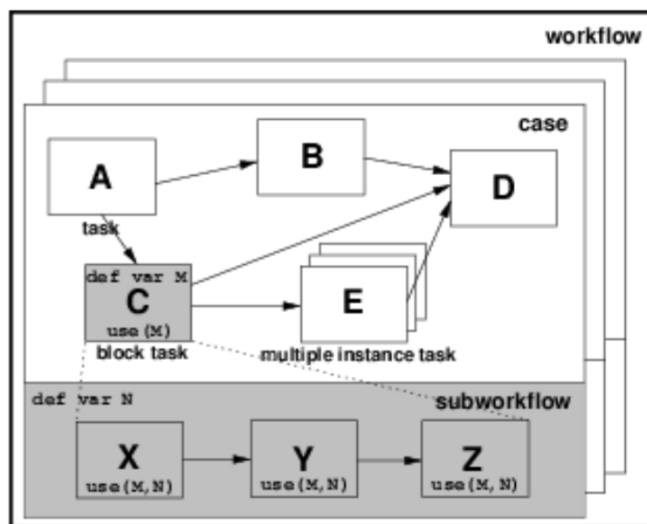 workflow
case
A
B
D
task
def var M
C
use(M)
block task
E
multiple instance task
def var N
subworkflow
X
use(M,N)
Y
use(M,N)
Z
use(M,N)